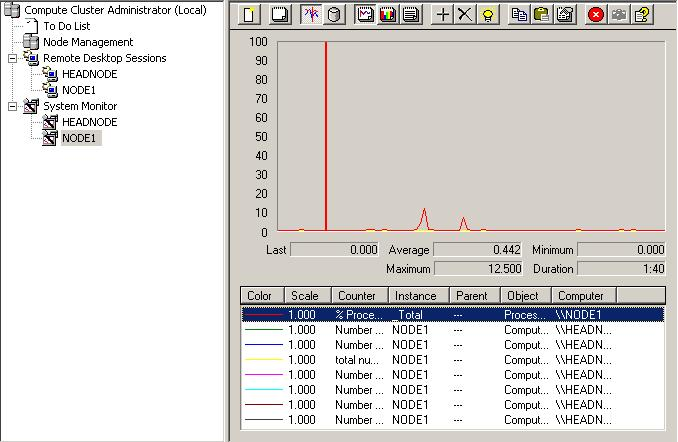 Compute Cluster Administrator (Local)
To Do List
Node Management
Remote Desktop Sessions
HEADNODE
NODE1
System Monitor
HEADNODE
NODE1
100
90
80
70
60
50
40
30
20
10
0
Last 0.000 Average 0.442 Minimum 0.000
Maximum 12.500 Duration 1:40
Color Scale Counter Instance Parent Object Computer
1.000 % Proce... _Total --- Proces... \\NODE1
1.000 Number ... NODE1 --- Comput... \\HEADN...
1.000 Number ... NODE1 --- Comput... \\HEADN...
1.000 total nu... NODE1 --- Comput... \\HEADN...
1.000 Number ... NODE1 --- Comput... \\HEADN...
1.000 Number ... NODE1 --- Comput... \\HEADN...
1.000 Number ... NODE1 --- Comput... \\HEADN...
1.000 Number ... NODE1 --- Comput... \\HEADN...